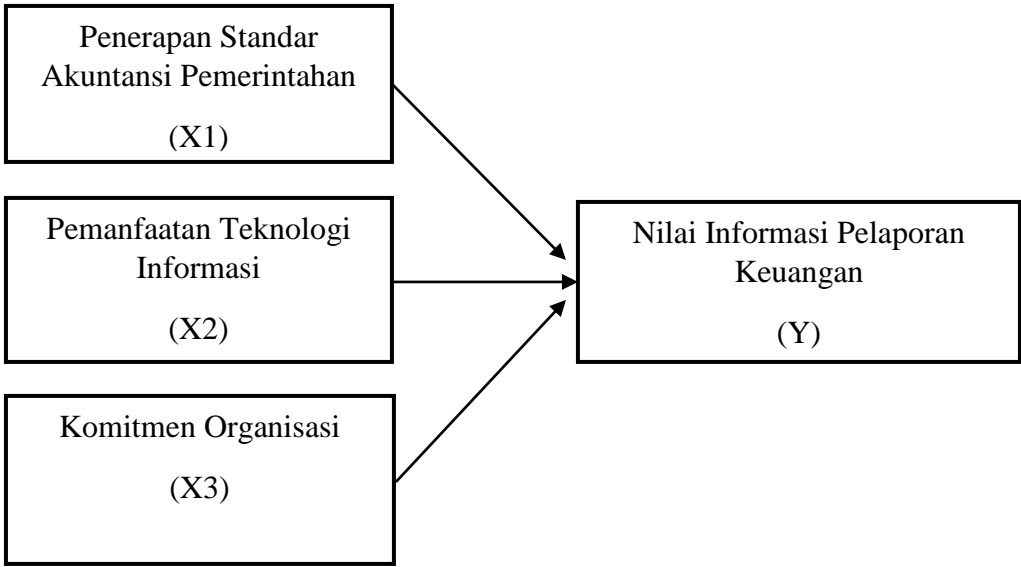 Penerapan Standar
Akuntansi Pemerintahan
(X1)
Pemanfaatan Teknologi
Informasi
(X2)
Komitmen Organisasi
(X3)
Nilai Informasi Pelaporan
Keuangan
(Y)